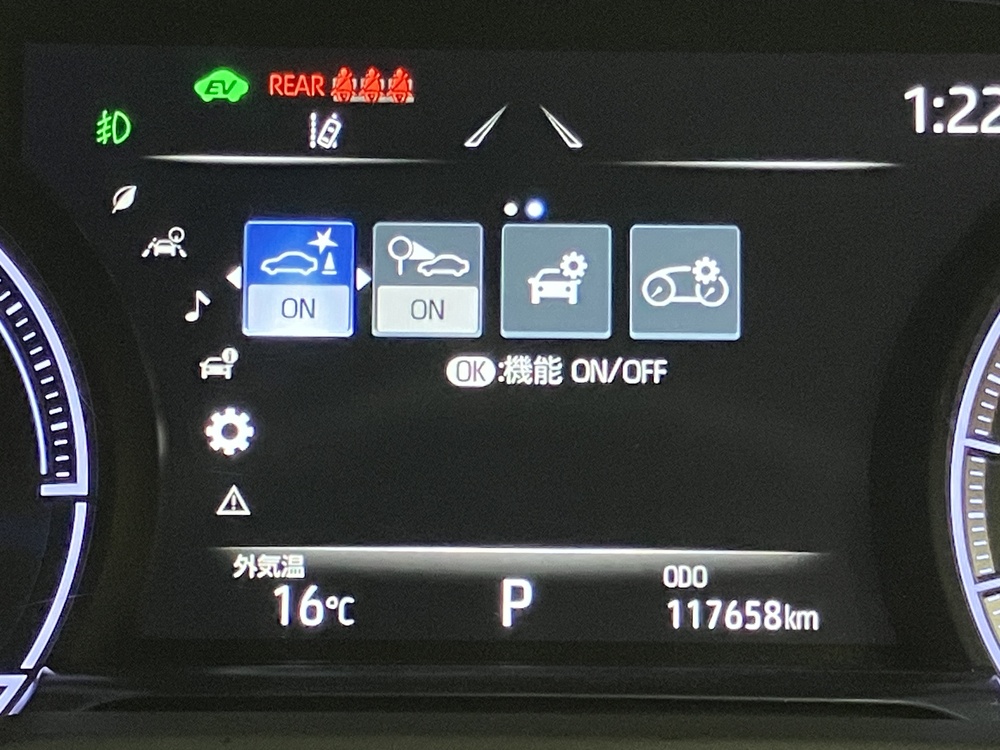 EV REAR
1:22
ON ON
OK:機能 ON/OFF
外気温
16℃
P
ODO
117658km